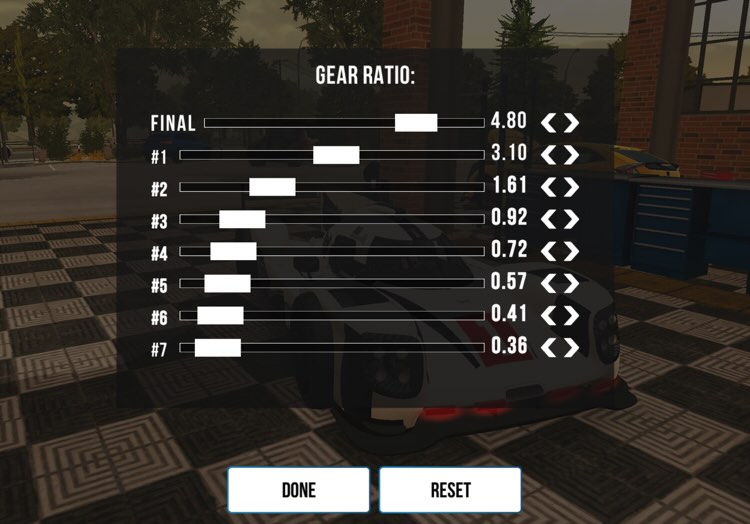 GEAR RATIO:
FINAL 4.80
#1 3.10
#2 1.61
#3 0.92
#4 0.72
#5 0.57
#6 0.41
#7 0.36
DONE RESET